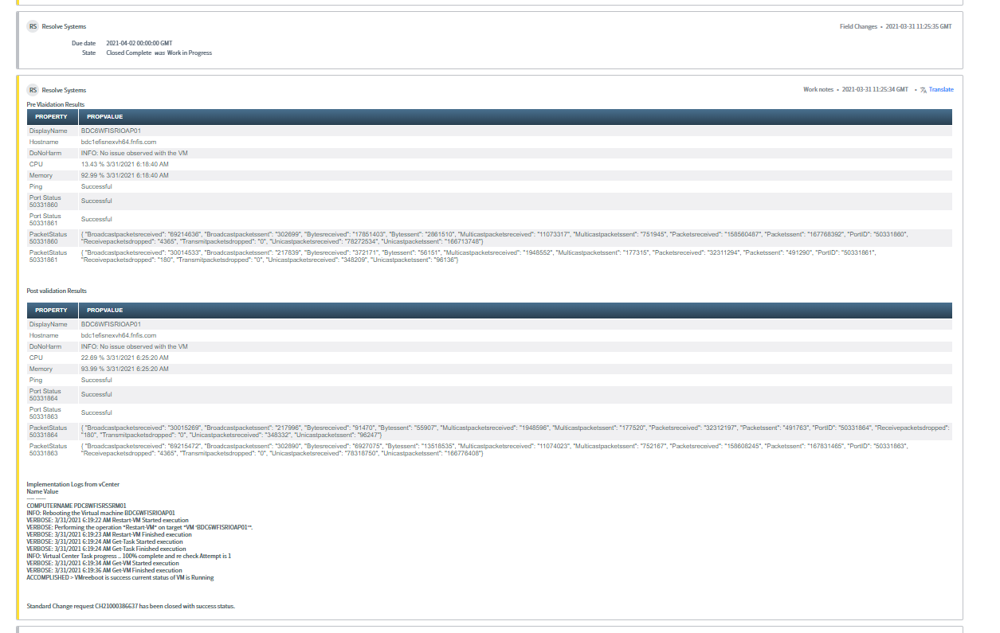 RS Resolve Systems
Field Changes • 2021-03-31 11:25:35 GMT
Due date 2021-04-02 00:00:00 GMT
State Closed Complete was Work in Progress
RS Resolve Systems
Work notes • 2021-03-31 11:25:34 GMT • Translate
Pre Vlaidation Results
PROPERTY PROPVALUE
DisplayName BDC6WFISRIOAP01
Hostname bdc1efisnexvh64.fnfis.com
DoNoHarm INFO: No issue observed with the VM
CPU 13.43 % 3/31/2021 6:18:40 AM
Memory 92.99 % 3/31/2021 6:18:40 AM
Ping Successful
Port Status 50331860 Successful
Port Status 50331861 Successful
PacketStatus 50331860 { "Broadcastpacketsreceived": "69214636", "Broadcastpacketssent": "302699", "Bytesreceived": "17851403", "Bytessent": "2861510", "Multicastpacketsreceived": "11073317", "Multicastpacketssent": "751945", "Packetsreceived": "158560487", "Packetssent": "167768392", "PortID": "50331860",
"Receivepacketsdropped": "4365", "Transmitpacketsdropped": "0", "Unicastpacketsreceived": "78272534", "Unicastpacketssent": "166713748"}
PacketStatus 50331861 { "Broadcastpacketsreceived": "30014533", "Broadcastpacketssent": "217839", "Bytesreceived": "372171", "Bytessent": "56151", "Multicastpacketsreceived": "1948552", "Multicastpacketssent": "177315", "Packetsreceived": "32311294", "Packetssent": "491290", "PortID": "50331861",
"Receivepacketsdropped": "180", "Transmitpacketsdropped": "0", "Unicastpacketsreceived": "348209", "Unicastpacketssent": "96136"}
Post validation Results
PROPERTY PROPVALUE
DisplayName BDC6WFISRIOAP01
Hostname bdc1efisnexvh64.fnfis.com
DoNoHarm INFO: No issue observed with the VM
CPU 22.69 % 3/31/2021 6:25:20 AM
Memory 93.99 % 3/31/2021 6:25:20 AM
Ping Successful
Port Status 50331864 Successful
Port Status 50331863 Successful
PacketStatus 50331864 { "Broadcastpacketsreceived": "30015269", "Broadcastpacketssent": "217996", "Bytesreceived": "91470", "Bytessent": "55907", "Multicastpacketsreceived": "1948596", "Multicastpacketssent": "177520", "Packetsreceived": "32312197", "Packetssent": "491763", "PortID": "50331864", "Receivepacketsdropped":
"180", "Transmitpacketsdropped": "0", "Unicastpacketsreceived": "348332", "Unicastpacketssent": "96247"}
PacketStatus 50331863 { "Broadcastpacketsreceived": "69215472", "Broadcastpacketssent": "302890", "Bytesreceived": "6927075", "Bytessent": "13518535", "Multicastpacketsreceived": "11074023", "Multicastpacketssent": "752167", "Packetsreceived": "158608245", "Packetssent": "167831465", "PortID": "50331863",
"Receivepacketsdropped": "4365", "Transmitpacketsdropped": "0", "Unicastpacketsreceived": "78318750", "Unicastpacketssent": "166776408"}
Implementation Logs from vCenter
Name Value
---- -----
COMPUTERNAME PDC8WFISRSSRM01
INFO: Rebooting the Virtual machine BDC6WFISRIOAP01
VERBOSE: 3/31/2021 6:19:22 AM Restart-VM Started execution
VERBOSE: Performing the operation "Restart-VM" on target "VM 'BDC6WFISRIOAP01'".
VERBOSE: 3/31/2021 6:19:23 AM Restart-VM Finished execution
VERBOSE: 3/31/2021 6:19:24 AM Get-Task Started execution
VERBOSE: 3/31/2021 6:19:24 AM Get-Task Finished execution
INFO: Virtual Center Task progress .. 100% complete and re check Attempt is 1
VERBOSE: 3/31/2021 6:19:34 AM Get-VM Started execution
VERBOSE: 3/31/2021 6:19:36 AM Get-VM Finished execution
ACCOMPLISHED > VMreeboot is success current status of VM is Running
Standard Change request CH21000386637 has been closed with success status.